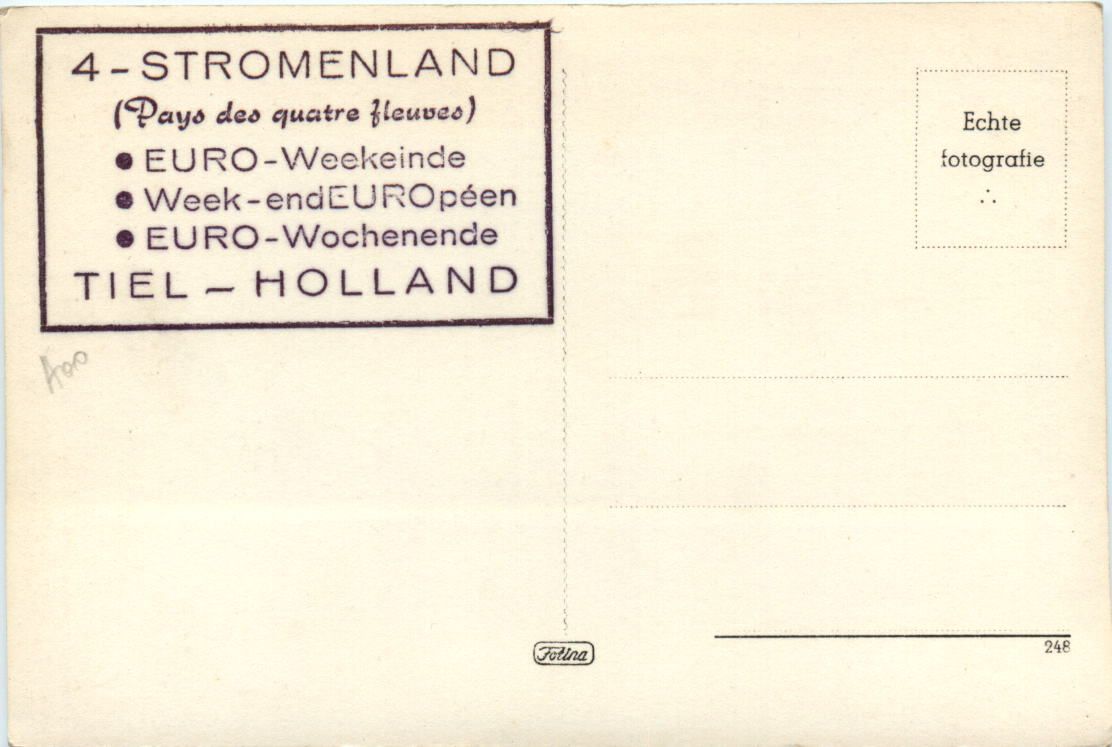 4-STROMENLAND
(Pays des quatre fleuves)
• EURO-Weekeinde
• Week-endEUROpéen
• EURO-Wochenende
TIEL - HOLLAND
Echte
fotografie
Fotina
248